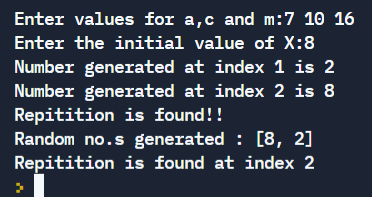 Enter values for a,c and m:7 10 16
Enter the initial value of X:8
Number generated at index 1 is 2
Number generated at index 2 is 8
Repitition is found!!
Random no.s generated : [8, 2]
Repitition is found at index 2
>